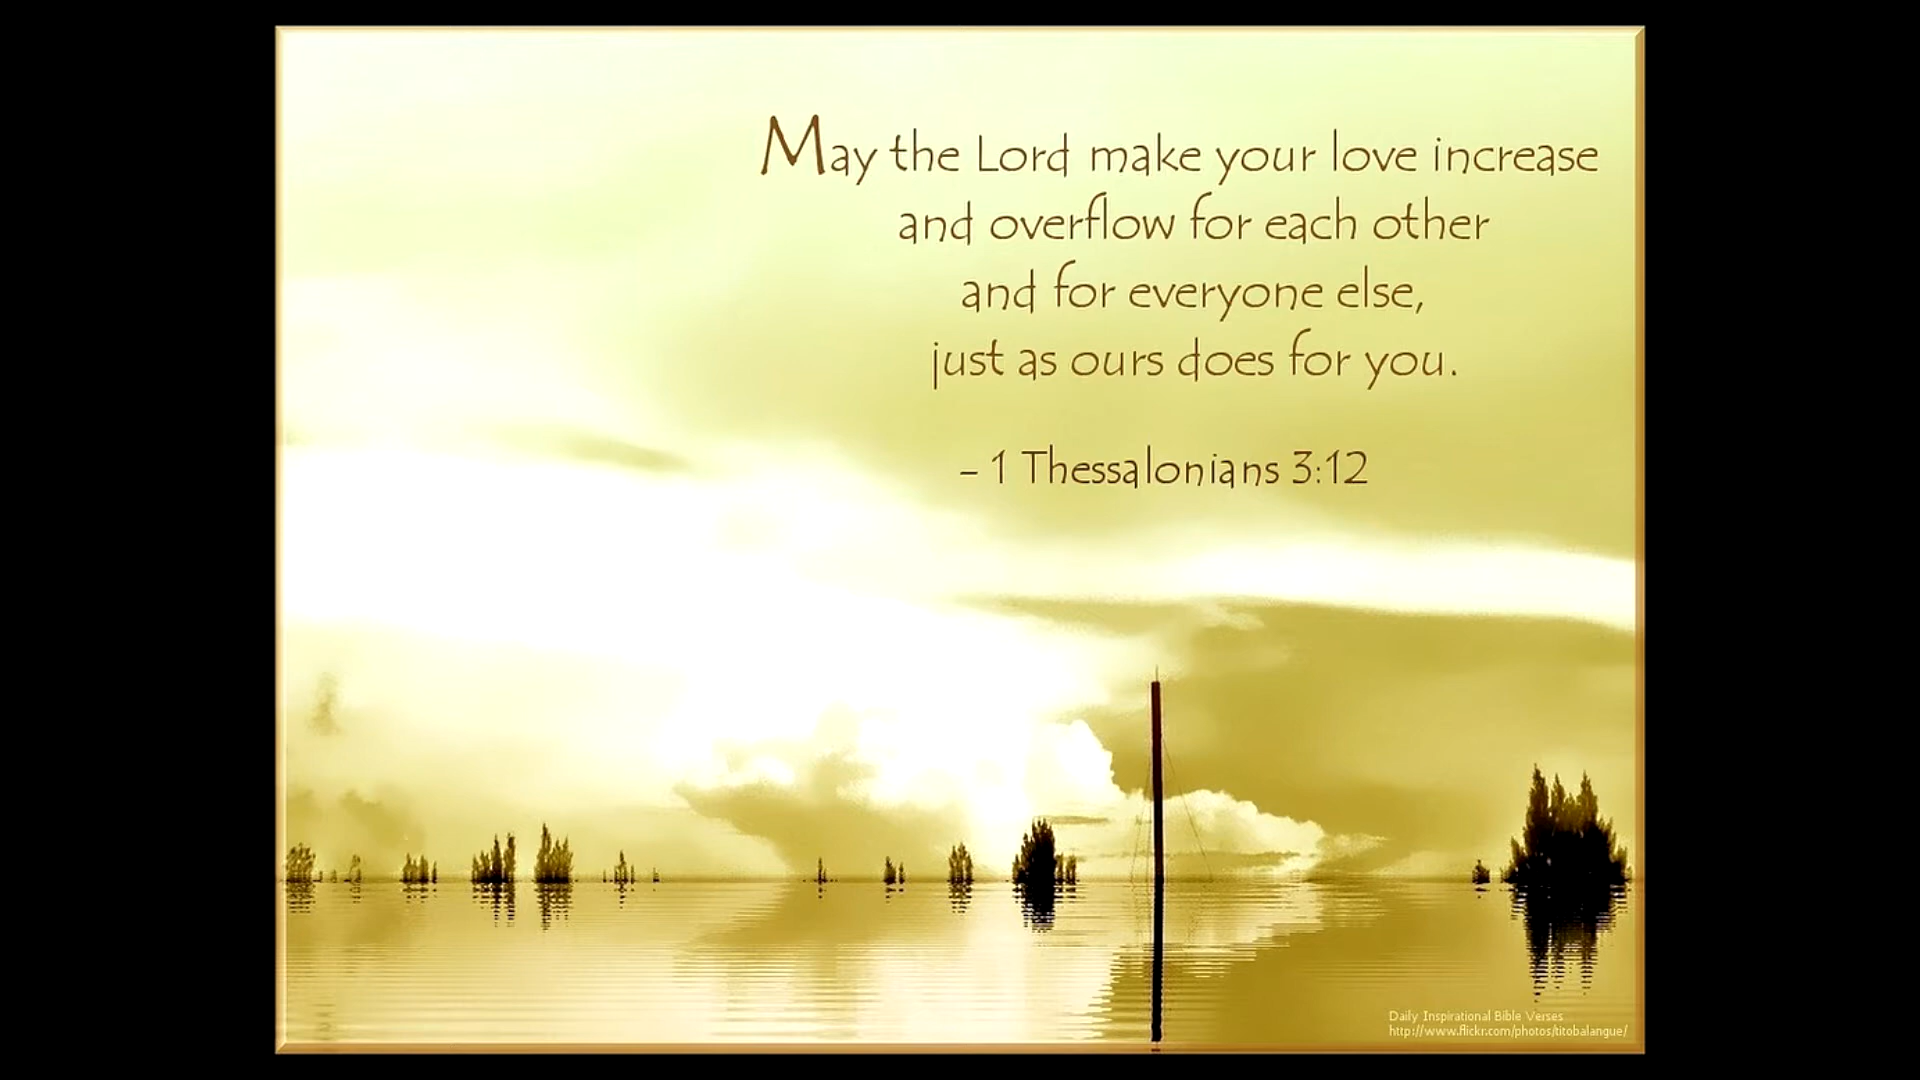 May the Lord make your love increase
and overflow for each other
and for everyone else,
just as ours does for you.
– 1 Thessalonians 3:12
Daily Inspirational Bible Verses
http://www.flickr.com/photos/titobalangue/